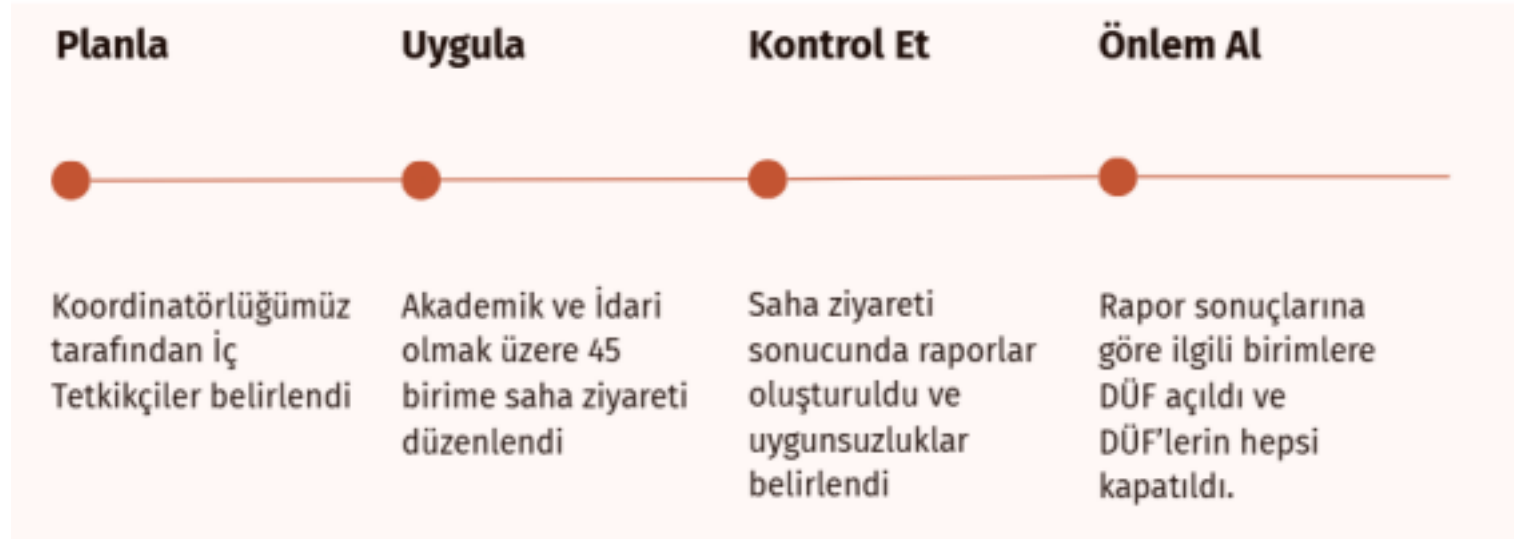 Planla
Koordinatörlüğümüz
tarafından İç
Tetkikçiler belirlendi
Uygula
Akademik ve İdari
olmak üzere 45
birime saha ziyareti
düzenlendi
Kontrol Et
Saha ziyareti
sonucunda raporlar
oluşturuldu ve
uygunsuzluklar
belirlendi
Önlem Al
Rapor sonuçlarına
göre ilgili birimlere
DÜF açıldı ve
DÜF’lerin hepsi
kapatıldı.